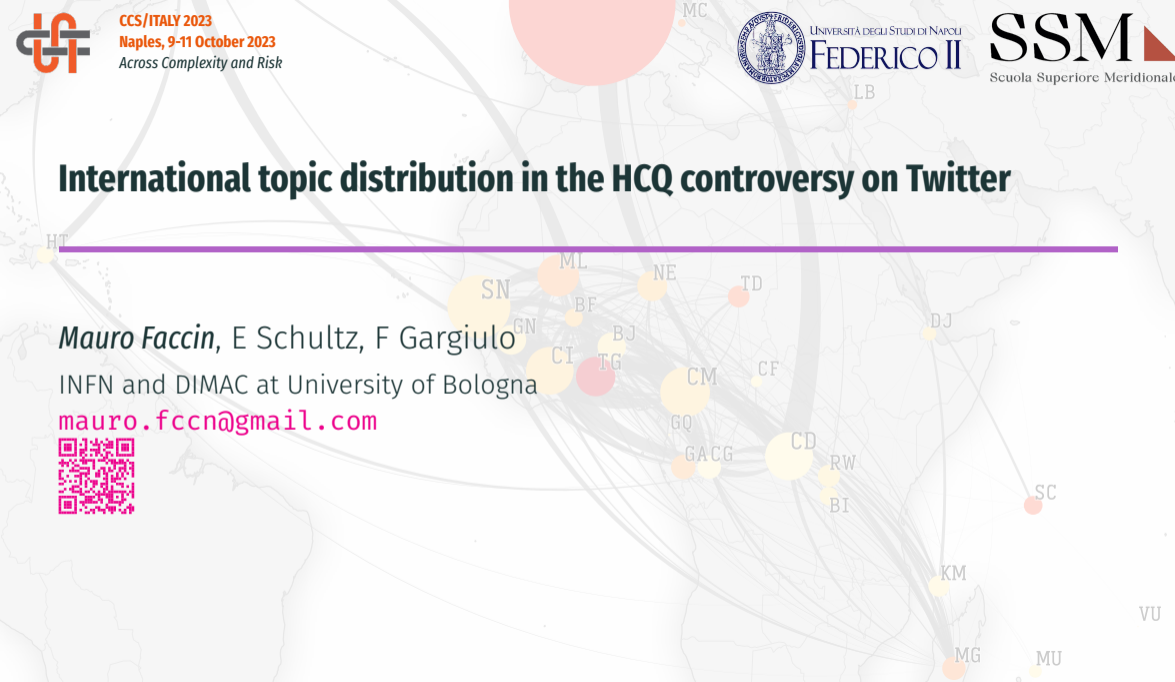 CCS/ITALY 2023
Naples, 9-11 October 2023
Across Complexity and Risk
UNIVERSITÀ DEGLI STUDI DI NAPOLI
FEDERICO II
SSM
Scuola Superiore Meridionale
MC
LB
International topic distribution in the HCQ controversy on Twitter
HT
ML
NE
TD
SN
BF
GN
BJ
DJ
Mauro Faccin, E Schultz, F Gargiulo
CI
TG
CM
CF
INFN and DIMAC at University of Bologna
mauro.fccn@gmail.com
GQ
CD
GA
CG
RW
BI
SC
KM
VU
MG
MU